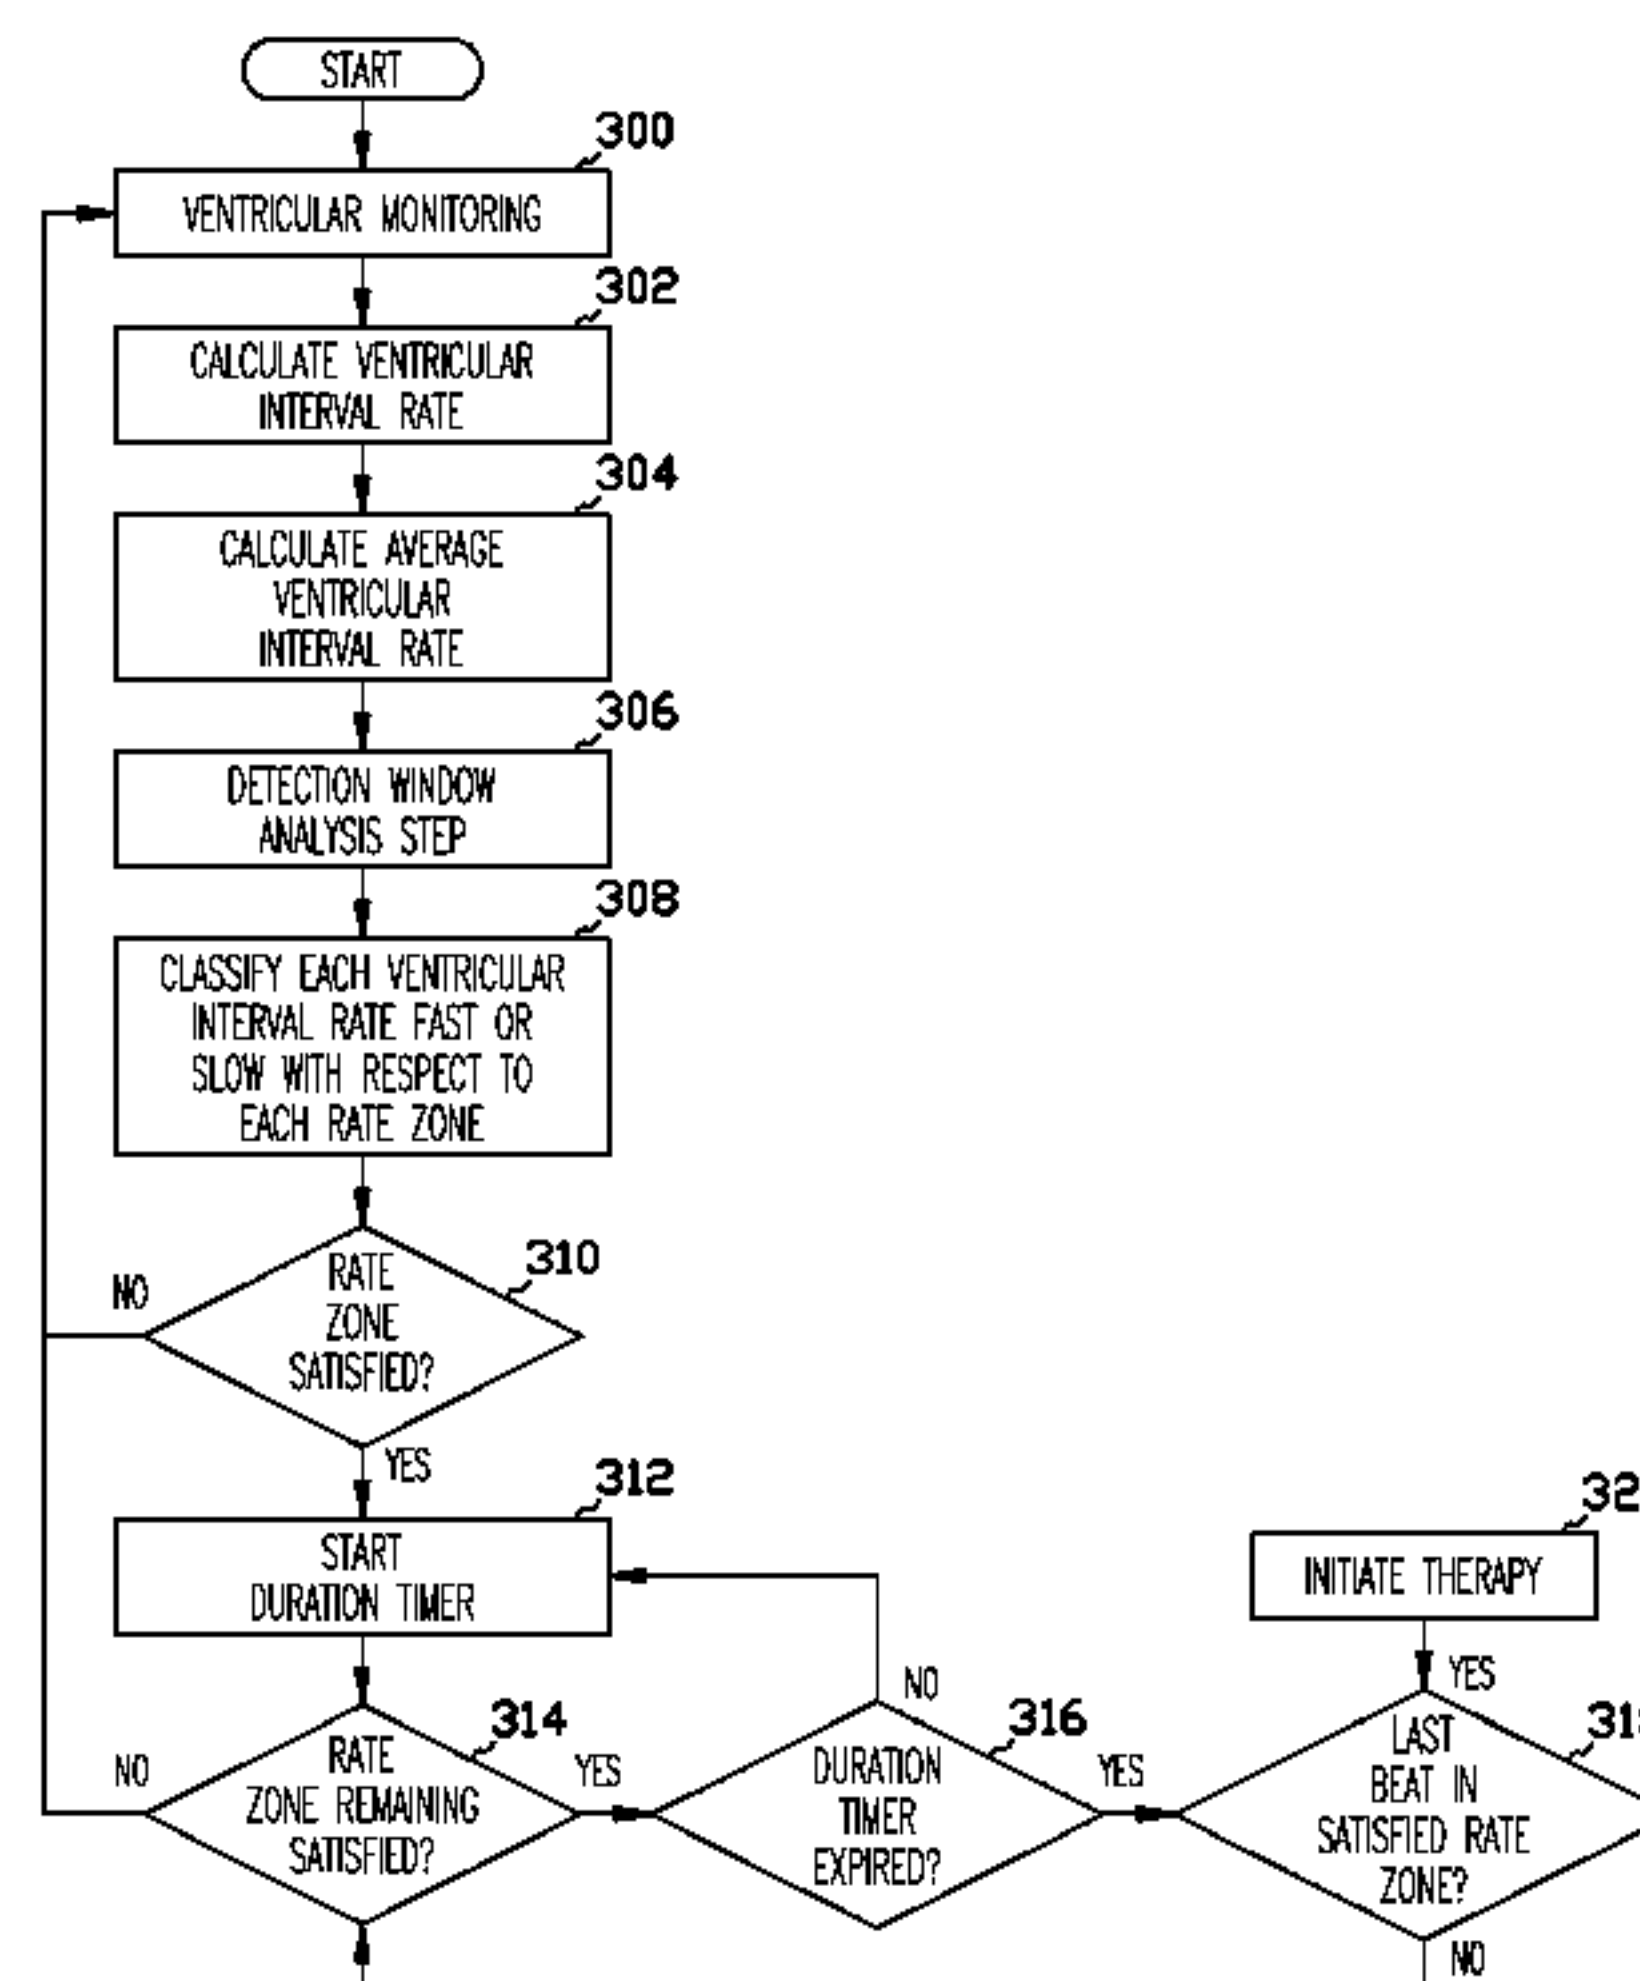 START
300
VENTRICULAR MONITORING
302
CALCULATE VENTRICULAR
INTERVAL RATE
304
CALCULATE AVERAGE
VENTRICULAR
INTERVAL RATE
306
DETECTION WINDOW
ANALYSIS STEP
308
CLASSIFY EACH VENTRICULAR
INTERVAL RATE FAST OR
SLOW WITH RESPECT TO
EACH RATE ZONE
310
RATE
ZONE
SATISFIED?
NO
YES
312
START
DURATION TIMER
314
RATE
ZONE REMAINING
SATISFIED?
NO
YES
316
DURATION
TIMER
EXPIRED?
NO
YES
32
INITIATE THERAPY
YES
31
LAST
BEAT IN
SATISFIED RATE
ZONE?
NO